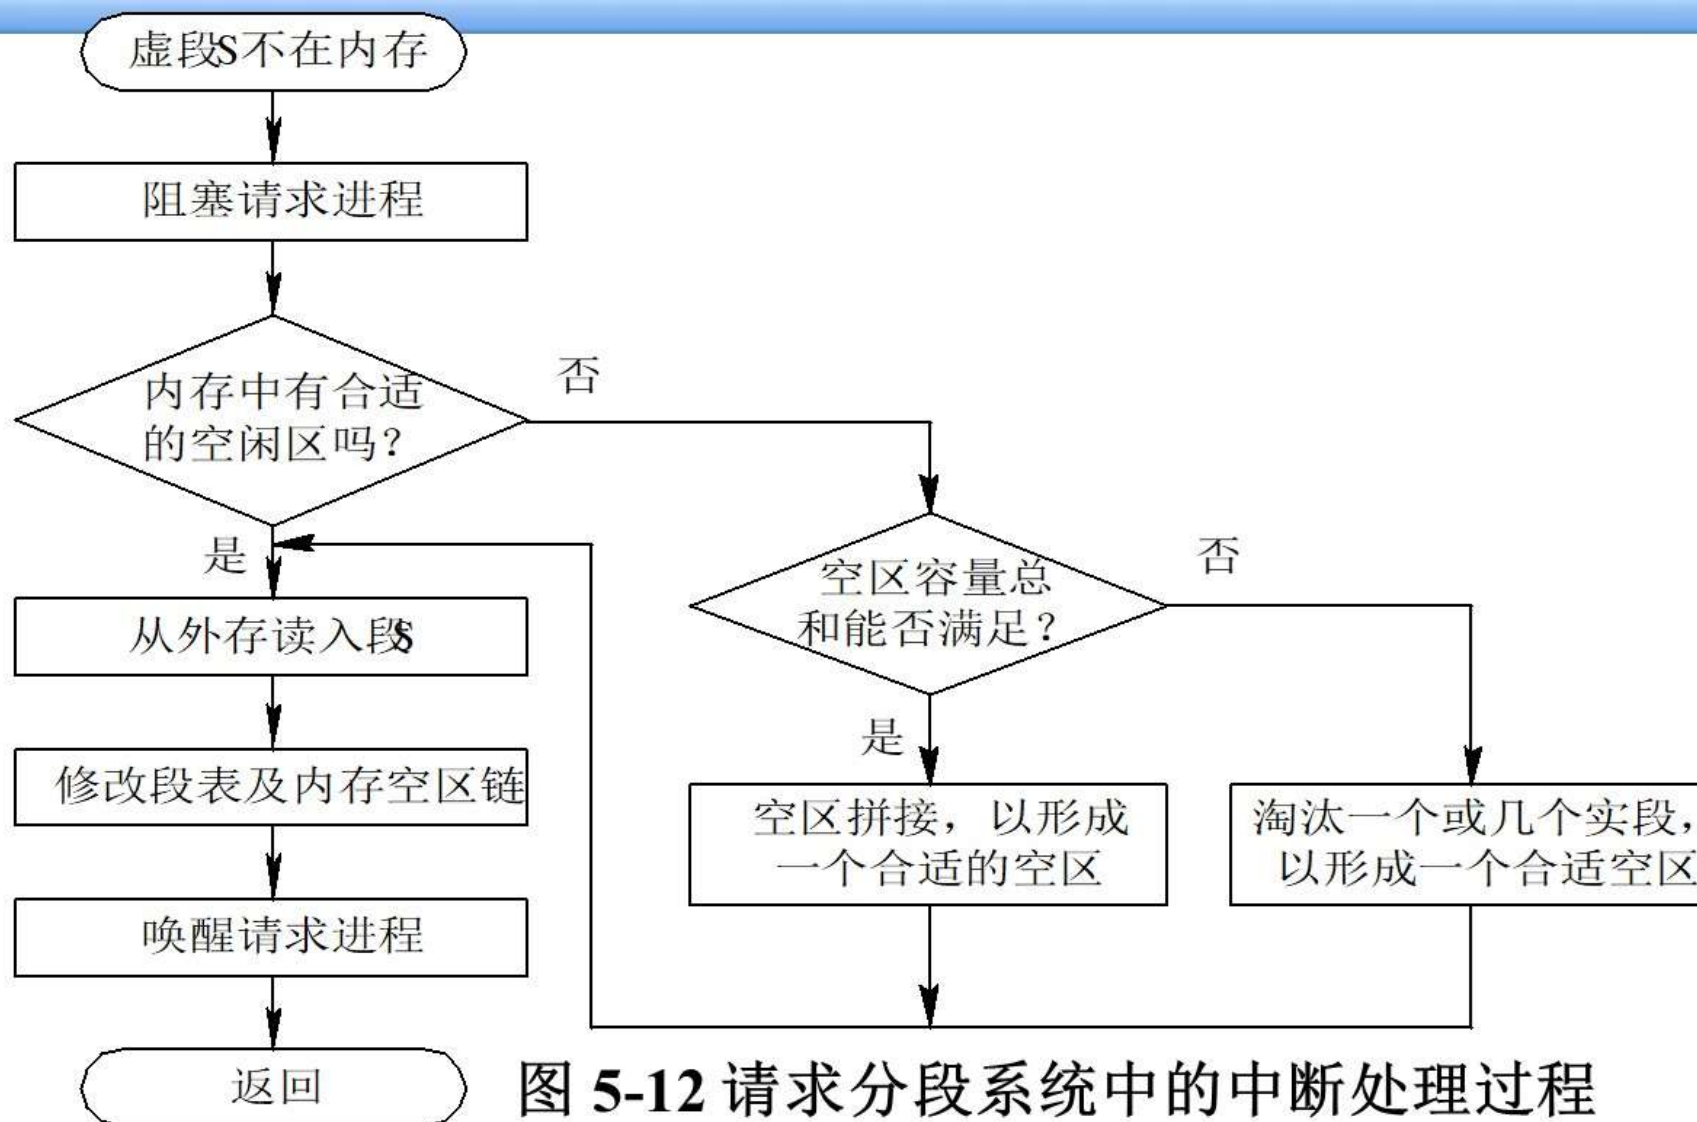 虚段S不在内存
阻塞请求进程
内存中有合适
的空闲区吗?
否
是
从外存读入段S
修改段表及内存空区链
唤醒请求进程
返回
空区容量总
和能否满足?
否
是
空区拼接，以形成
一个合适的空区
淘汰一个或几个实段，
以形成一个合适空区
图 5-12 请求分段系统中的中断处理过程